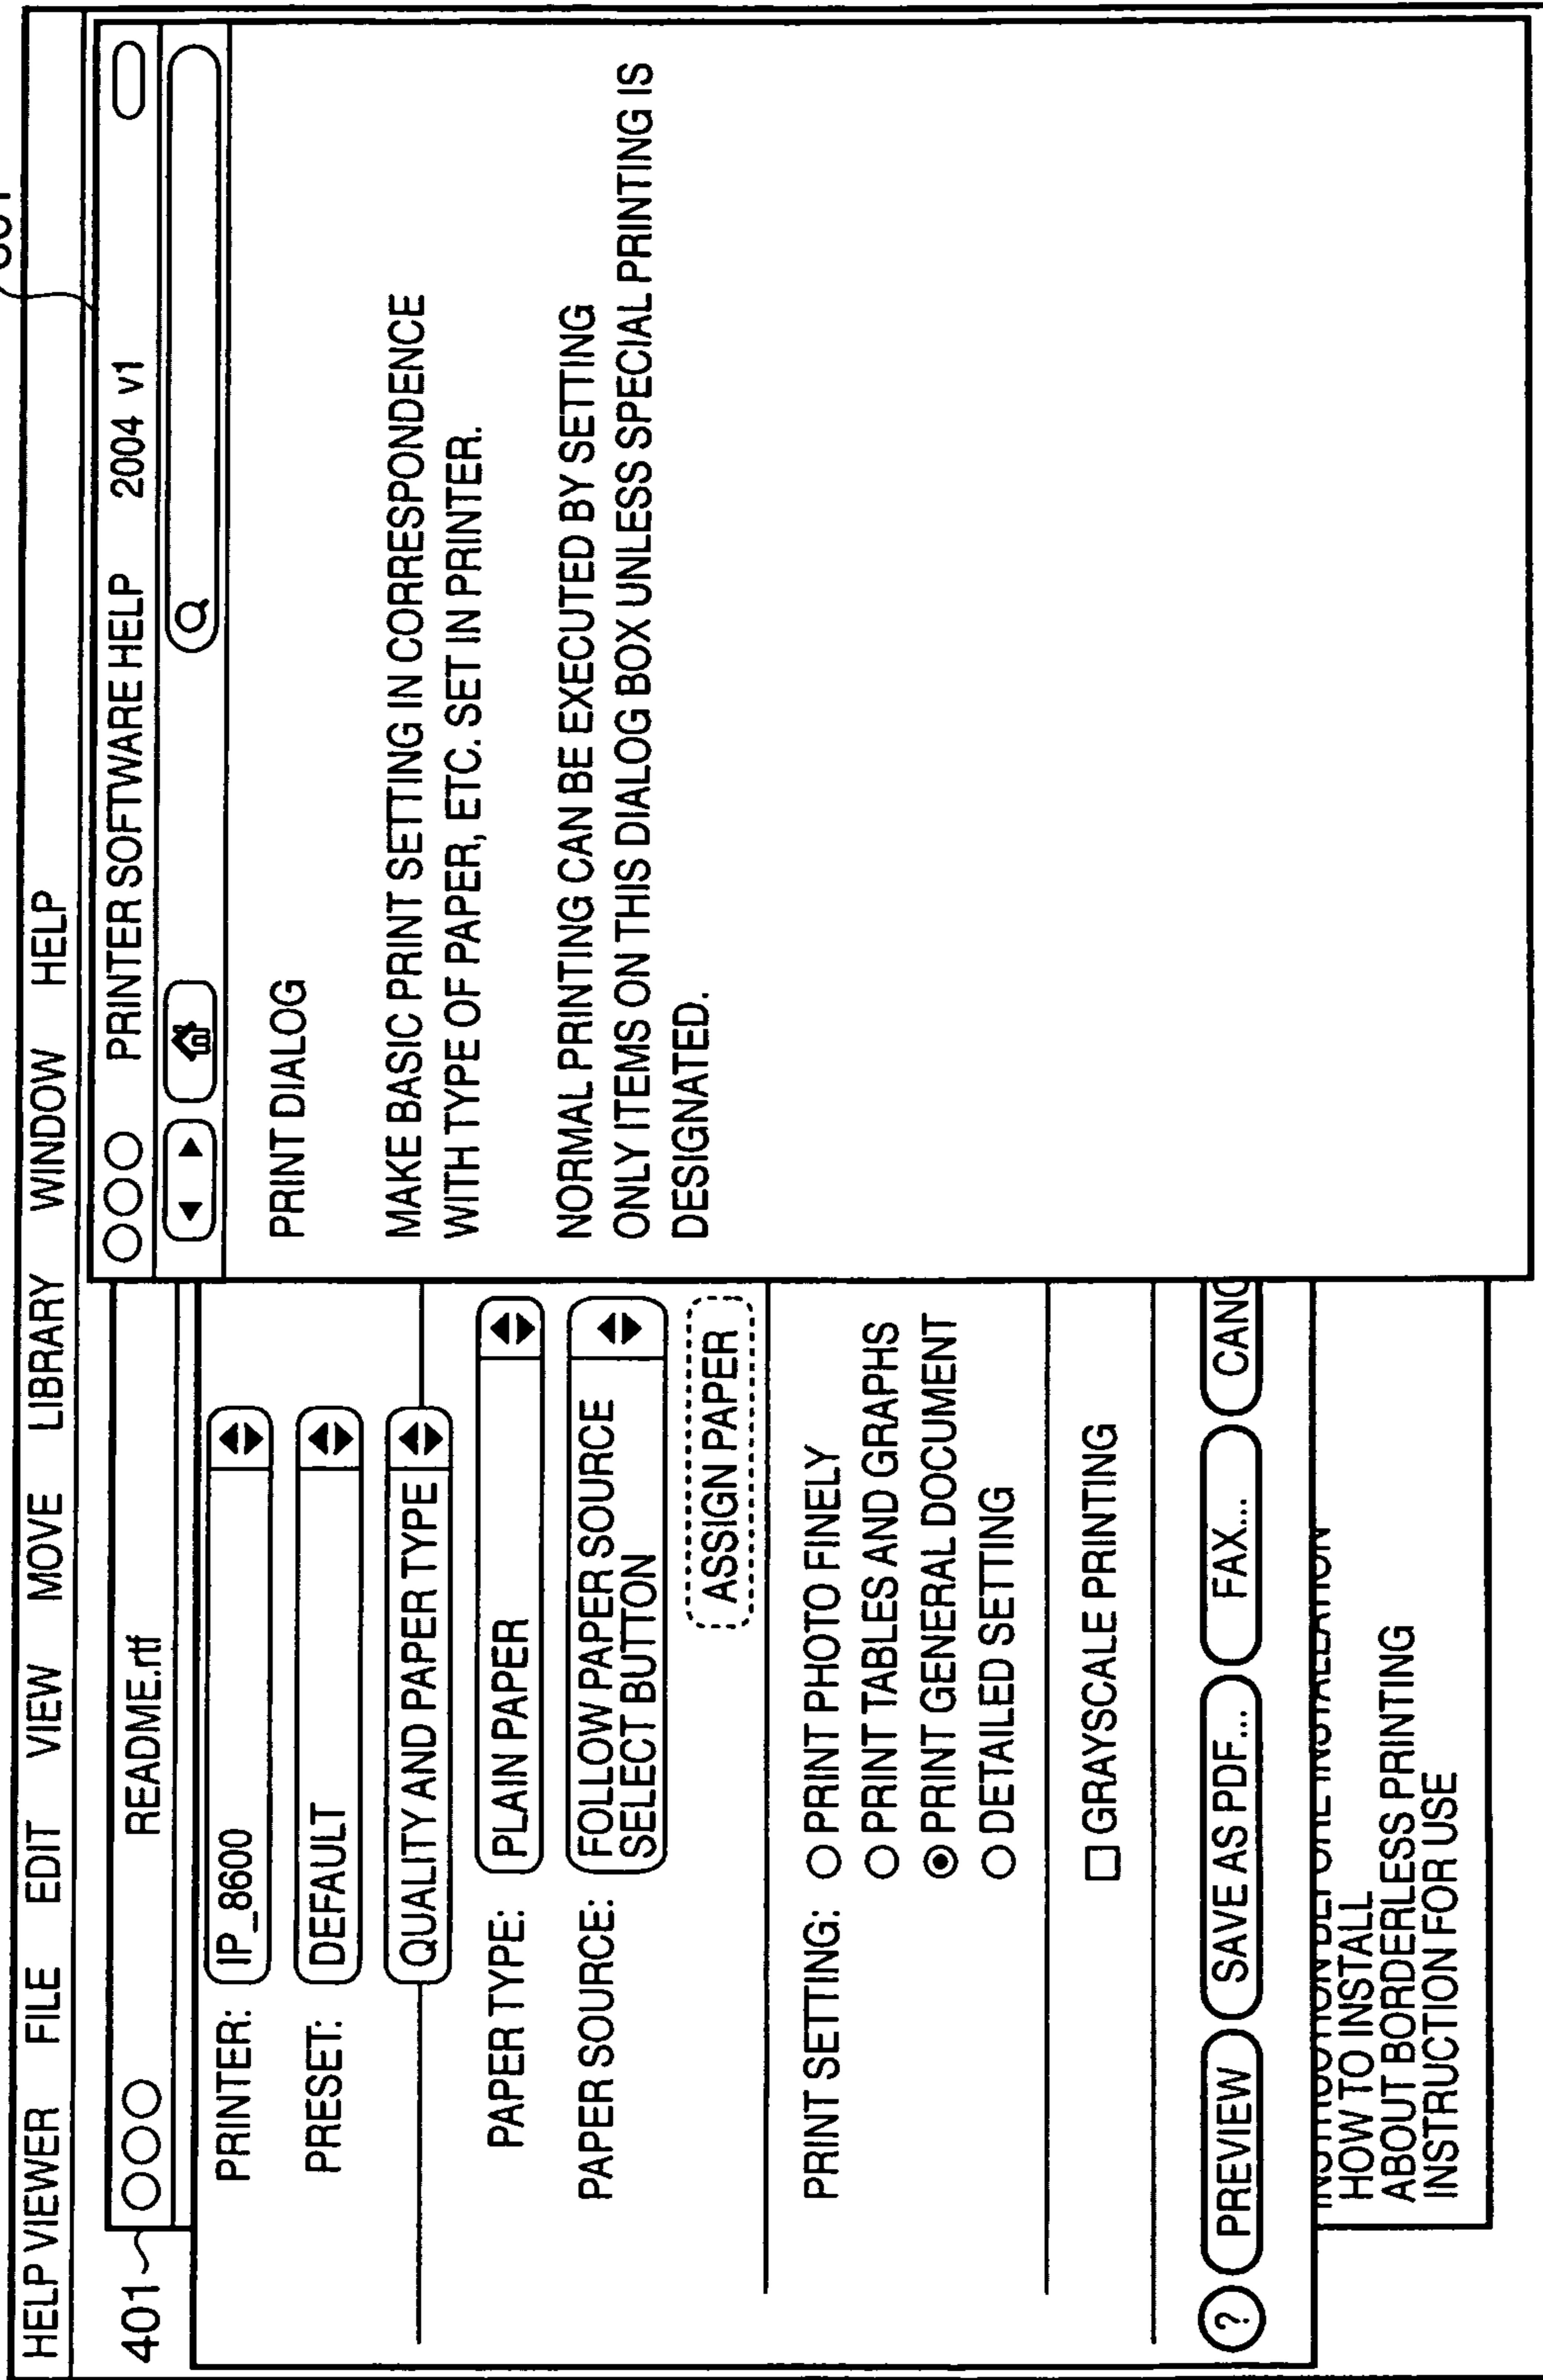 HELP VIEWER FILE EDIT VIEW MOVE LIBRARY WINDOW HELP
401
README.rtf
PRINTER: IP_8600
PRESET: DEFAULT
QUALITY AND PAPER TYPE
PAPER TYPE: PLAIN PAPER
PAPER SOURCE: FOLLOW PAPER SOURCE
SELECT BUTTON
ASSIGN PAPER
PRINT SETTING: PRINT PHOTO FINELY
PRINT TABLES AND GRAPHS
PRINT GENERAL DOCUMENT
DETAILED SETTING
GRAYSCALE PRINTING
? PREVIEW SAVE AS PDF... FAX... CANC
HOW TO INSTALL
ABOUT BORDERLESS PRINTING
INSTRUCTION FOR USE
PRINTER SOFTWARE HELP 2004 v1
PRINT DIALOG
MAKE BASIC PRINT SETTING IN CORRESPONDENCE
WITH TYPE OF PAPER, ETC. SET IN PRINTER.
NORMAL PRINTING CAN BE EXECUTED BY SETTING
ONLY ITEMS ON THIS DIALOG BOX UNLESS SPECIAL PRINTING IS
DESIGNATED.